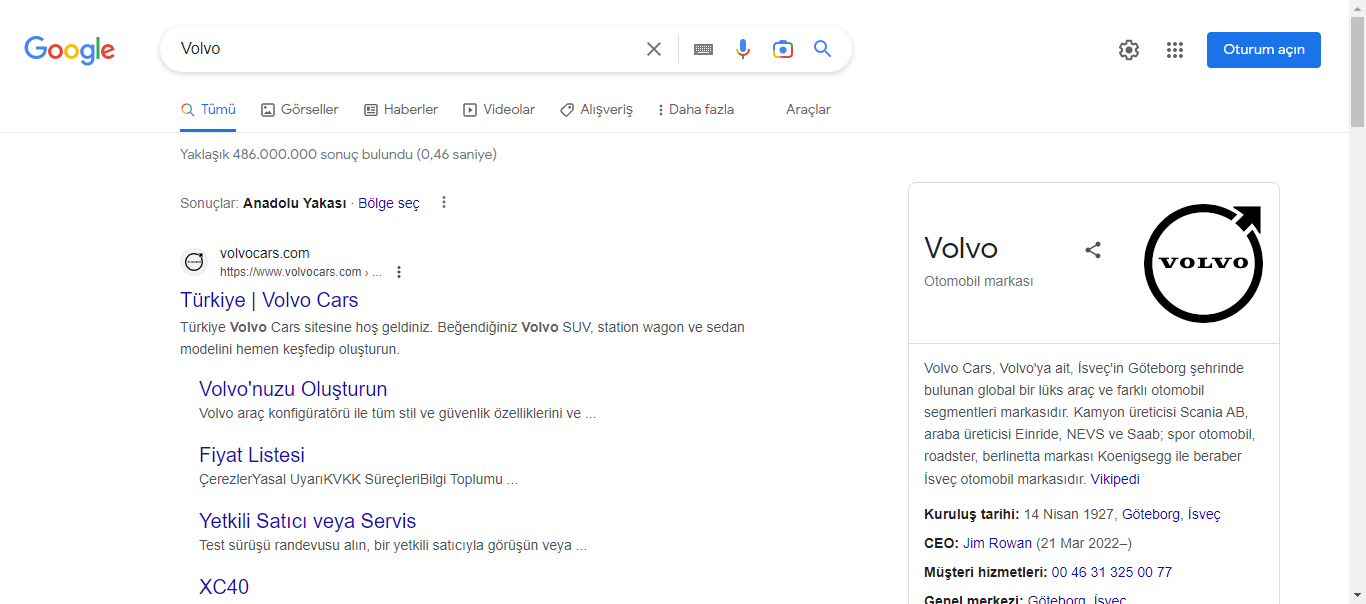 Google
Volvo
Oturum açın
Tümü
Görseller
Haberler
Videolar
Alışveriş
Daha fazla
Araçlar
Yaklaşık 486.000.000 sonuç bulundu (0,46 saniye)
Sonuçlar: Anadolu Yakası · Bölge seç
volvocars.com
https://www.volvocars.com › ...
Türkiye | Volvo Cars
Türkiye Volvo Cars sitesine hoş geldiniz. Beğendiğiniz Volvo SUV, station wagon ve sedan
modelini hemen keşfedip oluşturun.
Volvo'nuzu Oluşturun
Volvo araç konfigüratörü ile tüm stil ve güvenlik özelliklerini ve ...
Fiyat Listesi
ÇerezlerYasal UyarıKVKK SüreçleriBilgi Toplumu ...
Yetkili Satıcı veya Servis
Test sürüşü randevusu alın, bir yetkili satıcıyla görüşün veya ...
XC40
Volvo
Otomobil markası
VOLVO
Volvo Cars, Volvo'ya ait, İsveç'in Göteborg şehrinde
bulunan global bir lüks araç ve farklı otomobil
segmentleri markasıdır. Kamyon üreticisi Scania AB,
araba üreticisi Einride, NEVS ve Saab; spor otomobil,
roadster, berlinetta markası Koenigsegg ile beraber
İsveç otomobil markasıdır. Vikipedi
Kuruluş tarihi: 14 Nisan 1927, Göteborg, İsveç
CEO: Jim Rowan (21 Mar 2022–)
Müşteri hizmetleri: 00 46 31 325 00 77
Genel merkezi: Göteborg, İsveç